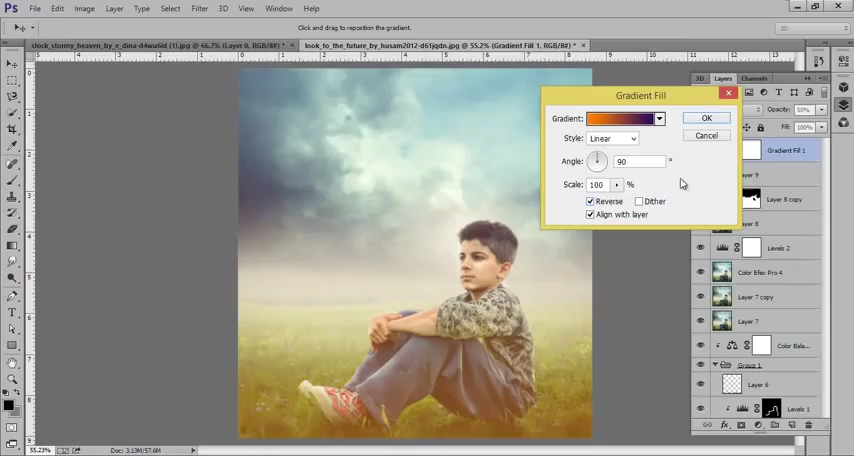 Ps File Edit Image Layer Type Select Filter 3D View Window Help
Click and drag to reposition the gradient.
3D
stock_stormy_heaven_by_e_dina-d4wu6id (1).jpg @ 66.7% (Layer 0, RGB/8#) * ×
look_to_the_future_by_husam2012-d61jqdn.jpg @ 55.2% (Gradient Fill 1, RGB/8#) * ×
3D Layers Channels
Gradient Fill
Opacity: 50%
Gradient: OK
Style: Linear Cancel
Fill: 100%
Angle: 90 °
Gradient Fill 1
Scale: 100 %
Reverse Dither
Align with layer
Layer 8 copy
Levels 2
Color Efex Pro 4
Layer 7 copy
Layer 7
Color Bala...
Group 1
Layer 6
Levels 1
55.23% Doc: 3.13M/57.6M